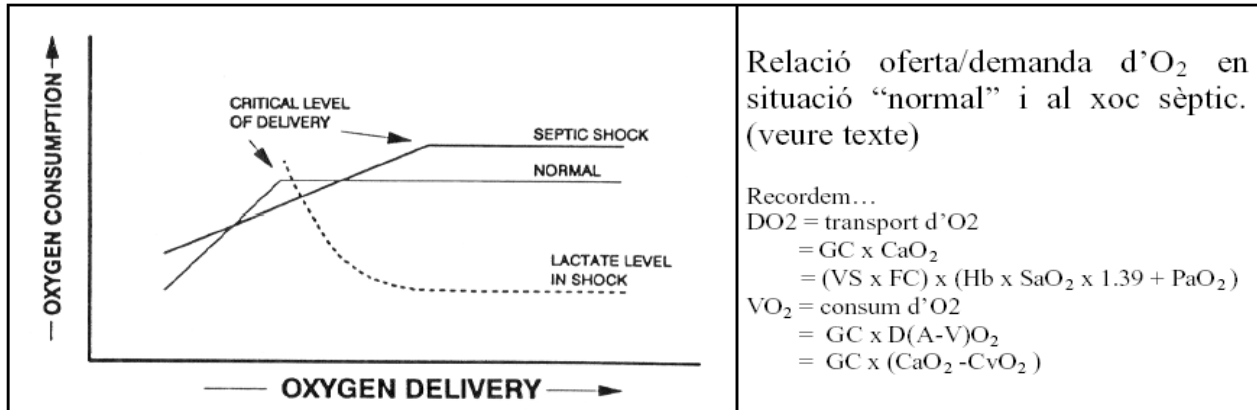 — OXYGEN CONSUMPTION →
CRITICAL LEVEL
OF DELIVERY
SEPTIC SHOCK
NORMAL
LACTATE LEVEL
IN SHOCK
— OXYGEN DELIVERY →
Relació oferta/demanda d’O₂ en
situació “normal” i al xoc sèptic.
(veure texte)
Recordem…
DO2 = transport d’O2
= GC x CaO₂
= (VS x FC) x (Hb x SaO₂ x 1.39 + PaO₂)
VO₂ = consum d’O2
= GC x D(A-V)O₂
= GC x (CaO₂ -CvO₂)